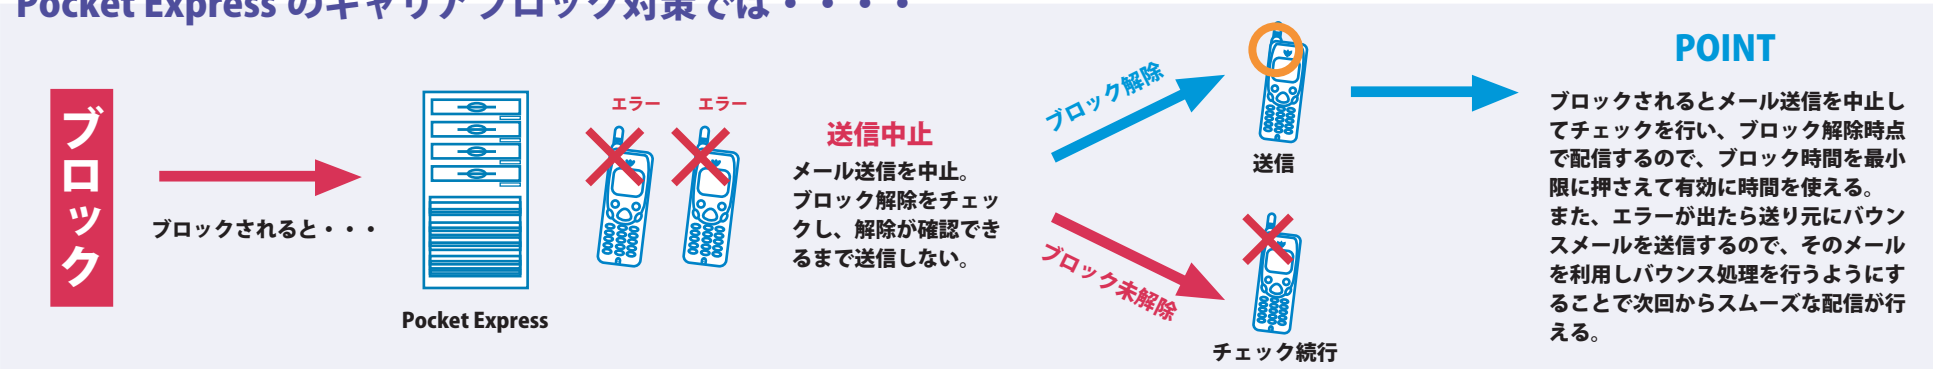 Pocket Express のキャリアブロック対策では・・・・
ブロック
ブロックされると・・・
Pocket Express
エラー エラー
送信中止
メール送信を中止。
ブロック解除をチェッ
クし、解除が確認でき
るまで送信しない。
ブロック解除
送信
ブロック未解除
チェック続行
POINT
ブロックされるとメール送信を中止し
てチェックを行い、ブロック解除時点
で配信するので、ブロック時間を最小
限に押さえて有効に時間を使える。
また、エラーが出たら送り元にバウン
スメールを送信するので、そのメール
を利用しバウンス処理を行うようにす
ることで次回からスムーズな配信が行
える。